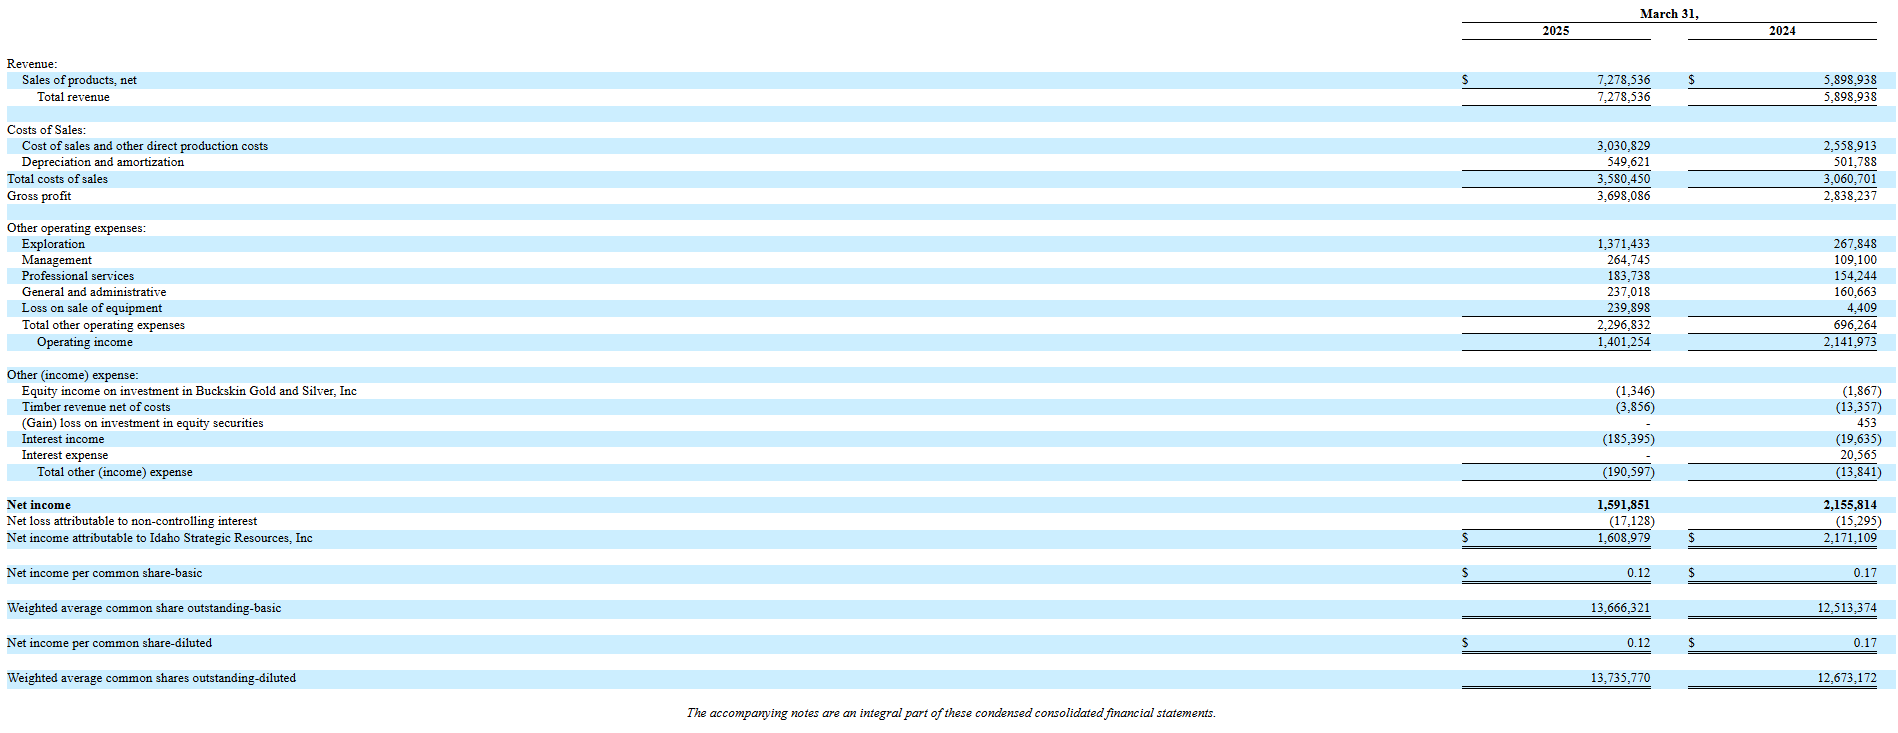 March 31,
2025 2024
Revenue:
Sales of products, net $ 7,278,536 $ 5,898,938
Total revenue 7,278,536 5,898,938
Costs of Sales:
Cost of sales and other direct production costs 3,030,829 2,558,913
Depreciation and amortization 549,621 501,788
Total costs of sales 3,580,450 3,060,701
Gross profit 3,698,086 2,838,237
Other operating expenses:
Exploration 1,371,433 267,848
Management 264,745 109,100
Professional services 183,738 154,244
General and administrative 237,018 160,663
Loss on sale of equipment 239,898 4,409
Total other operating expenses 2,296,832 696,264
Operating income 1,401,254 2,141,973
Other (income) expense:
Equity income on investment in Buckskin Gold and Silver, Inc (1,346) (1,867)
Timber revenue net of costs (3,856) (13,357)
(Gain) loss on investment in equity securities - 453
Interest income (185,395) (19,635)
Interest expense - 20,565
Total other (income) expense (190,597) (13,841)
Net income 1,591,851 2,155,814
Net loss attributable to non-controlling interest (17,128) (15,295)
Net income attributable to Idaho Strategic Resources, Inc $ 1,608,979 $ 2,171,109
Net income per common share-basic $ 0.12 $ 0.17
Weighted average common share outstanding-basic 13,666,321 12,513,374
Net income per common share-diluted $ 0.12 $ 0.17
Weighted average common shares outstanding-diluted 13,735,770 12,673,172
The accompanying notes are an integral part of these condensed consolidated financial statements.